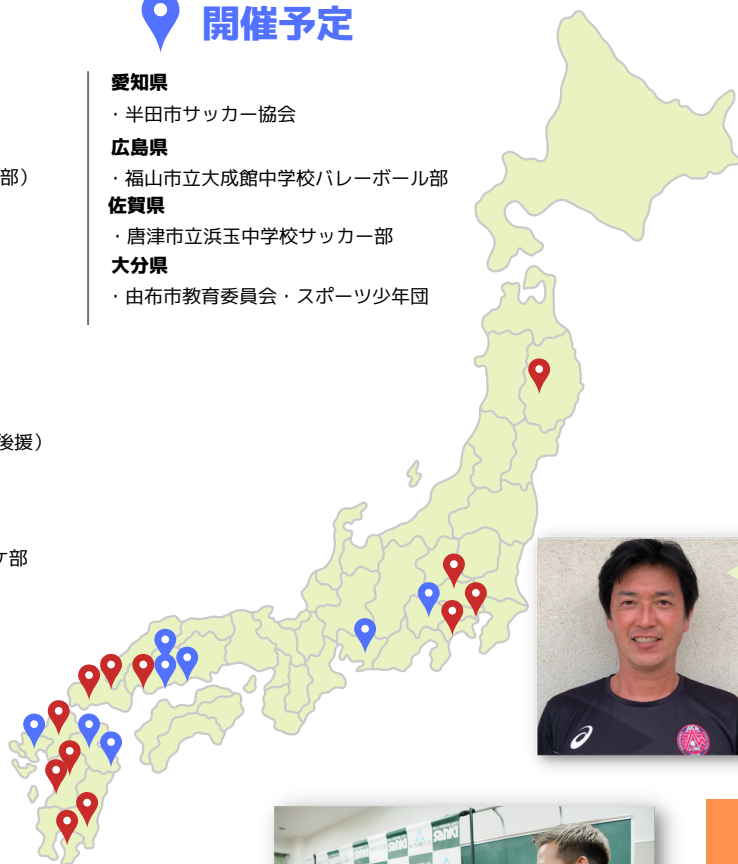 開催予定
愛知県
・半田市サッカー協会
広島県
部）
・福山市立大成館中学校バレーボール部
佐賀県
・唐津市立浜玉中学校サッカー部
大分県
・由布市教育委員会・スポーツ少年団
後援）
部